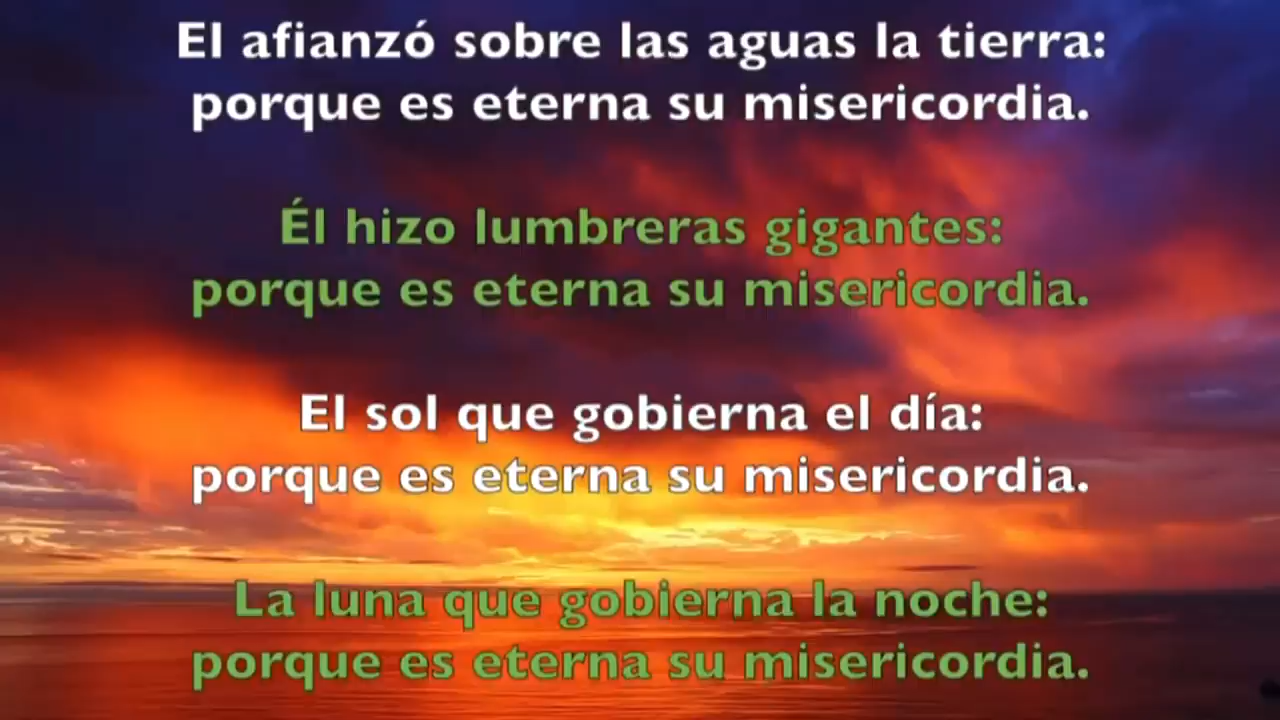 El afianzó sobre las aguas la tierra:
porque es eterna su misericordia.
Él hizo lumbreras gigantes:
porque es eterna su misericordia.
El sol que gobierna el día:
porque es eterna su misericordia.
La luna que gobierna la noche:
porque es eterna su misericordia.